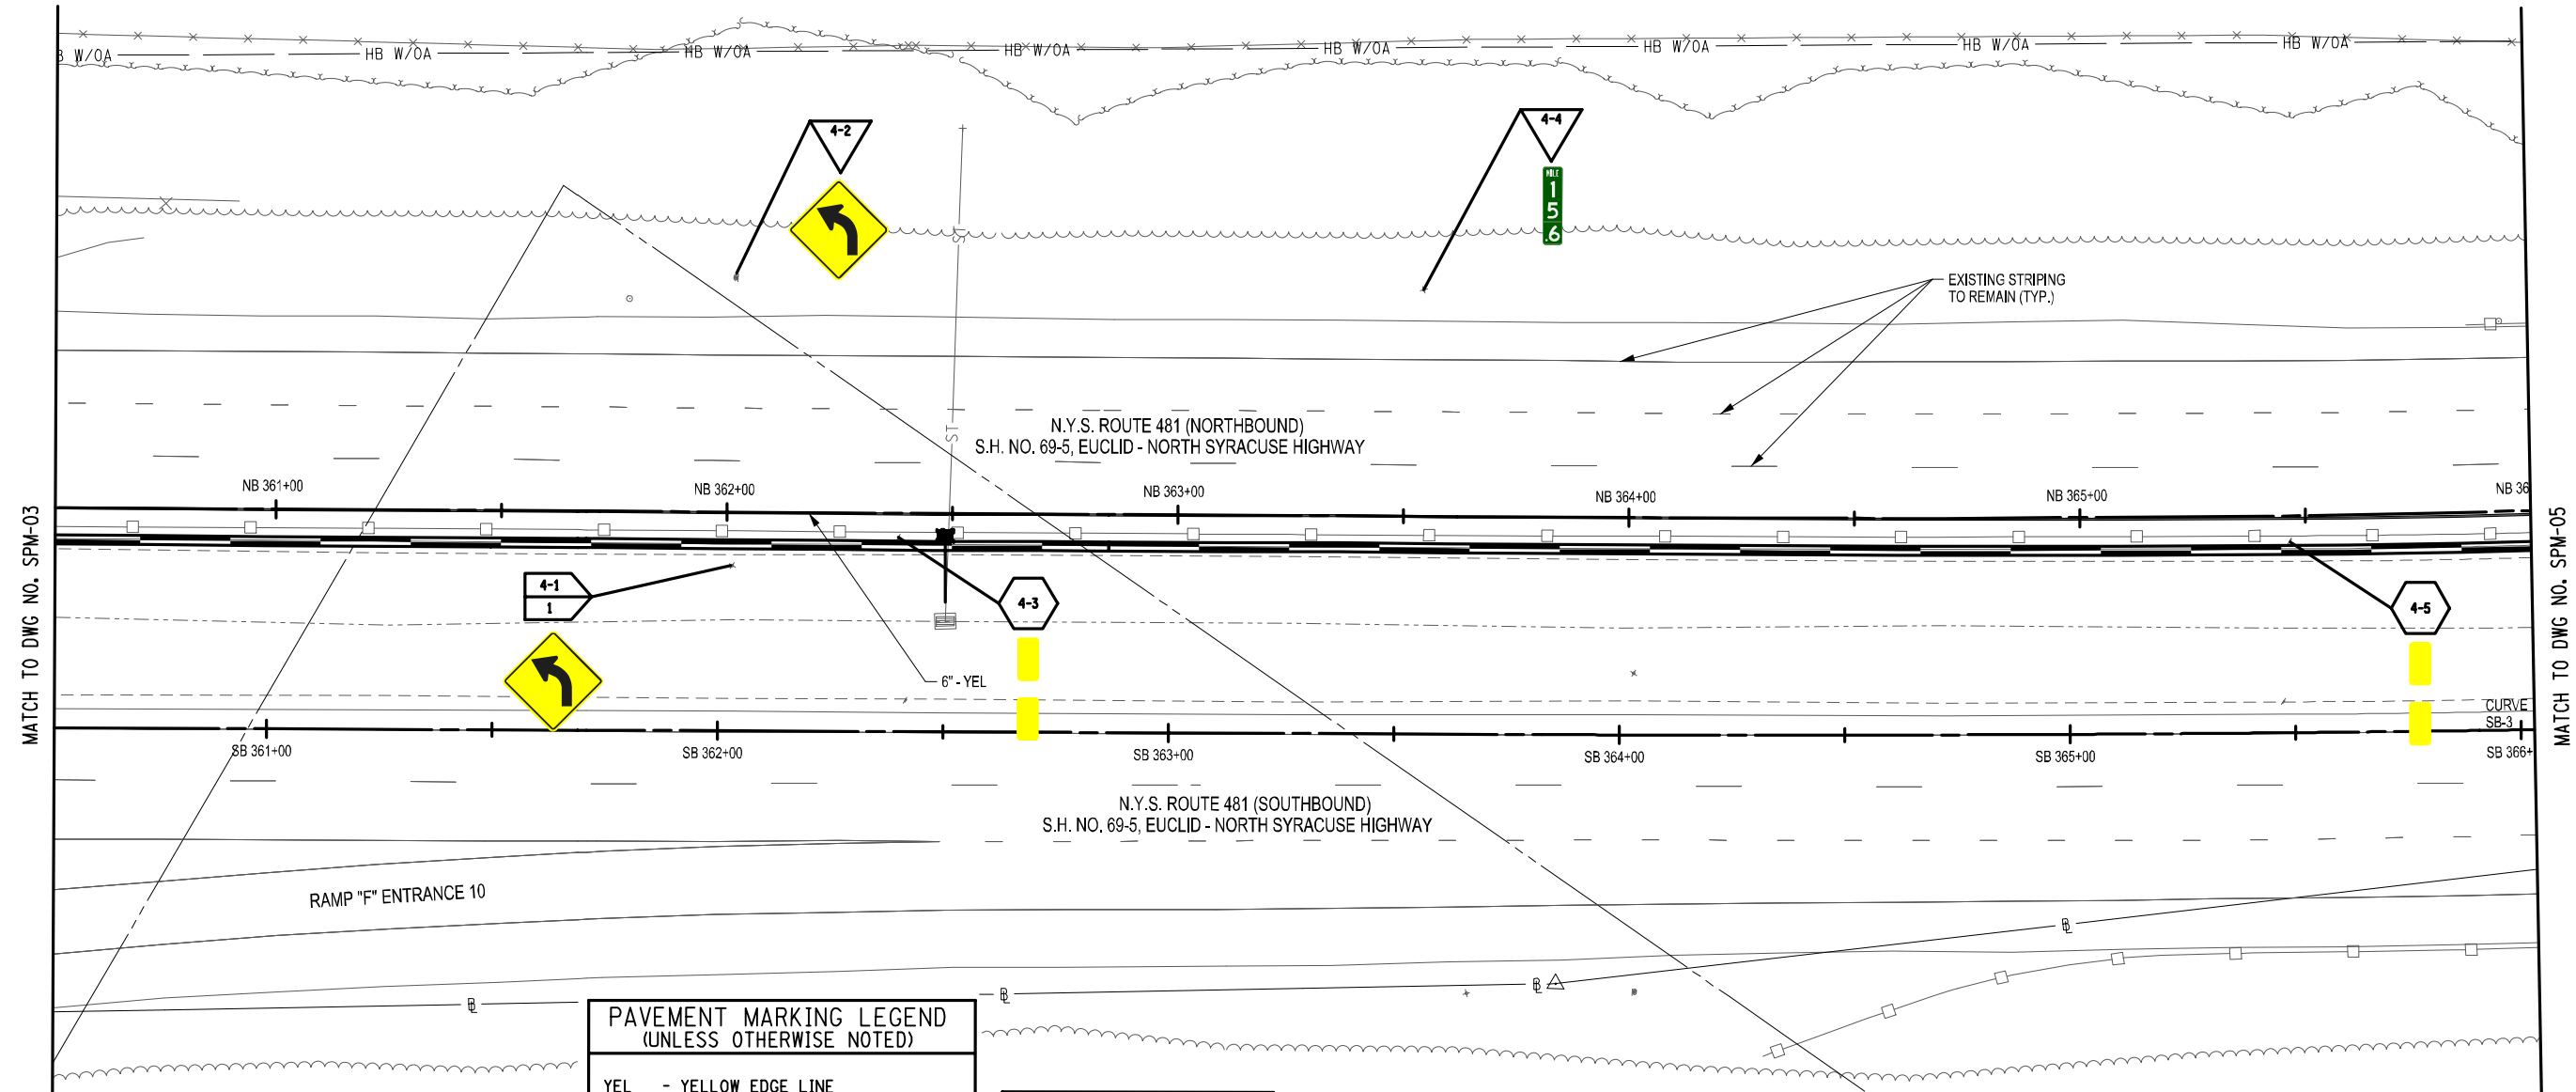 B W/OA
HB W/OA
HB W/OA
HB W/OA
HB W/OA
HB W/OA
HB W/OA
HB W/OA
4-2
4-4
MILE
1
5
.6
ST
EXISTING STRIPING
TO REMAIN (TYP.)
N.Y.S. ROUTE 481 (NORTHBOUND)
S.H. NO. 69-5, EUCLID - NORTH SYRACUSE HIGHWAY
ST
NB 361+00
NB 362+00
NB 363+00
NB 364+00
NB 365+00
NB 36
MATCH TO DWG NO. SPM-03
MATCH TO DWG NO. SPM-05
4-1
1
4-3
4-5
6" - YEL
CURVE
SB-3
SB 361+00
SB 362+00
SB 363+00
SB 364+00
SB 365+00
SB 366+
N.Y.S. ROUTE 481 (SOUTHBOUND)
S.H. NO. 69-5, EUCLID - NORTH SYRACUSE HIGHWAY
RAMP "F" ENTRANCE 10
PAVEMENT MARKING LEGEND
(UNLESS OTHERWISE NOTED)
YEL - YELLOW EDGE LINE